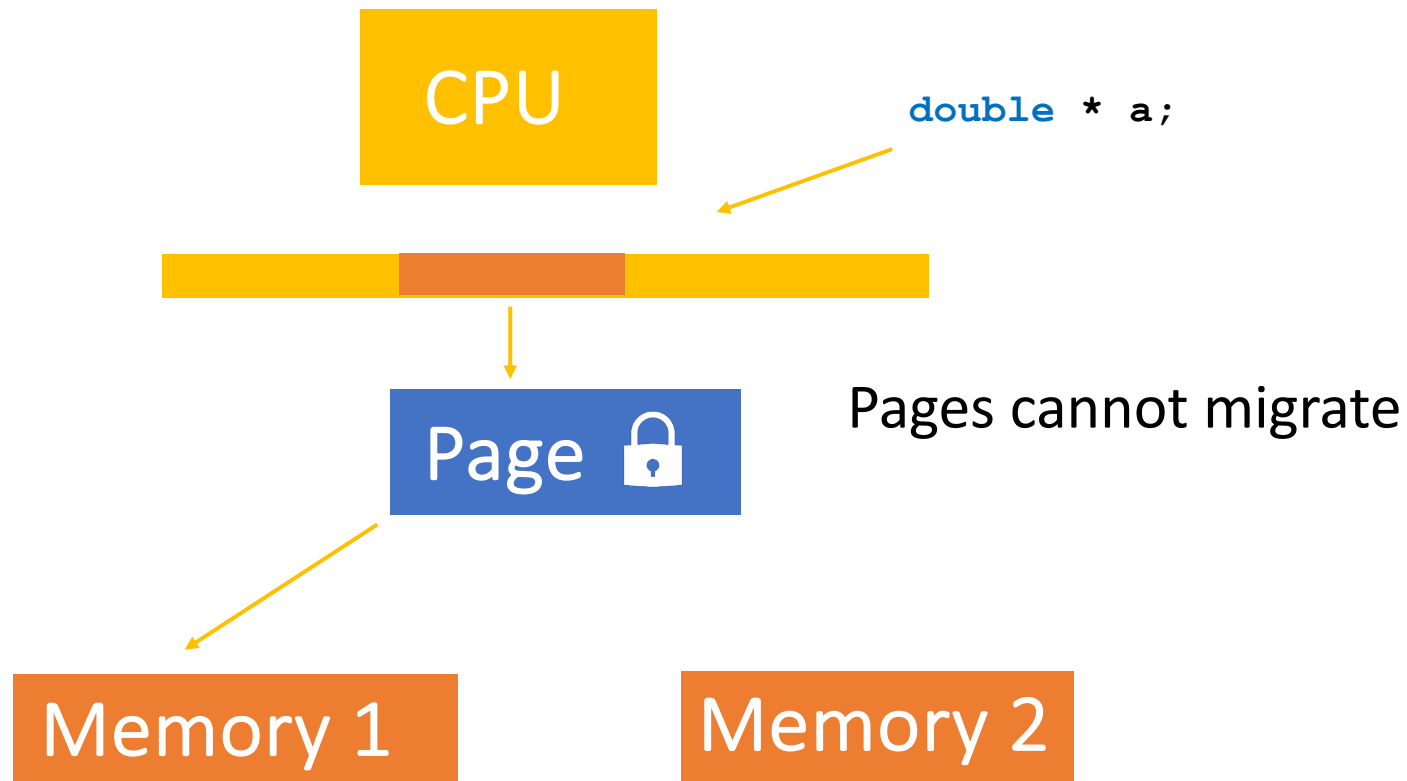 CPU
double * a;
Pages cannot migrate
Page
Memory 1
Memory 2